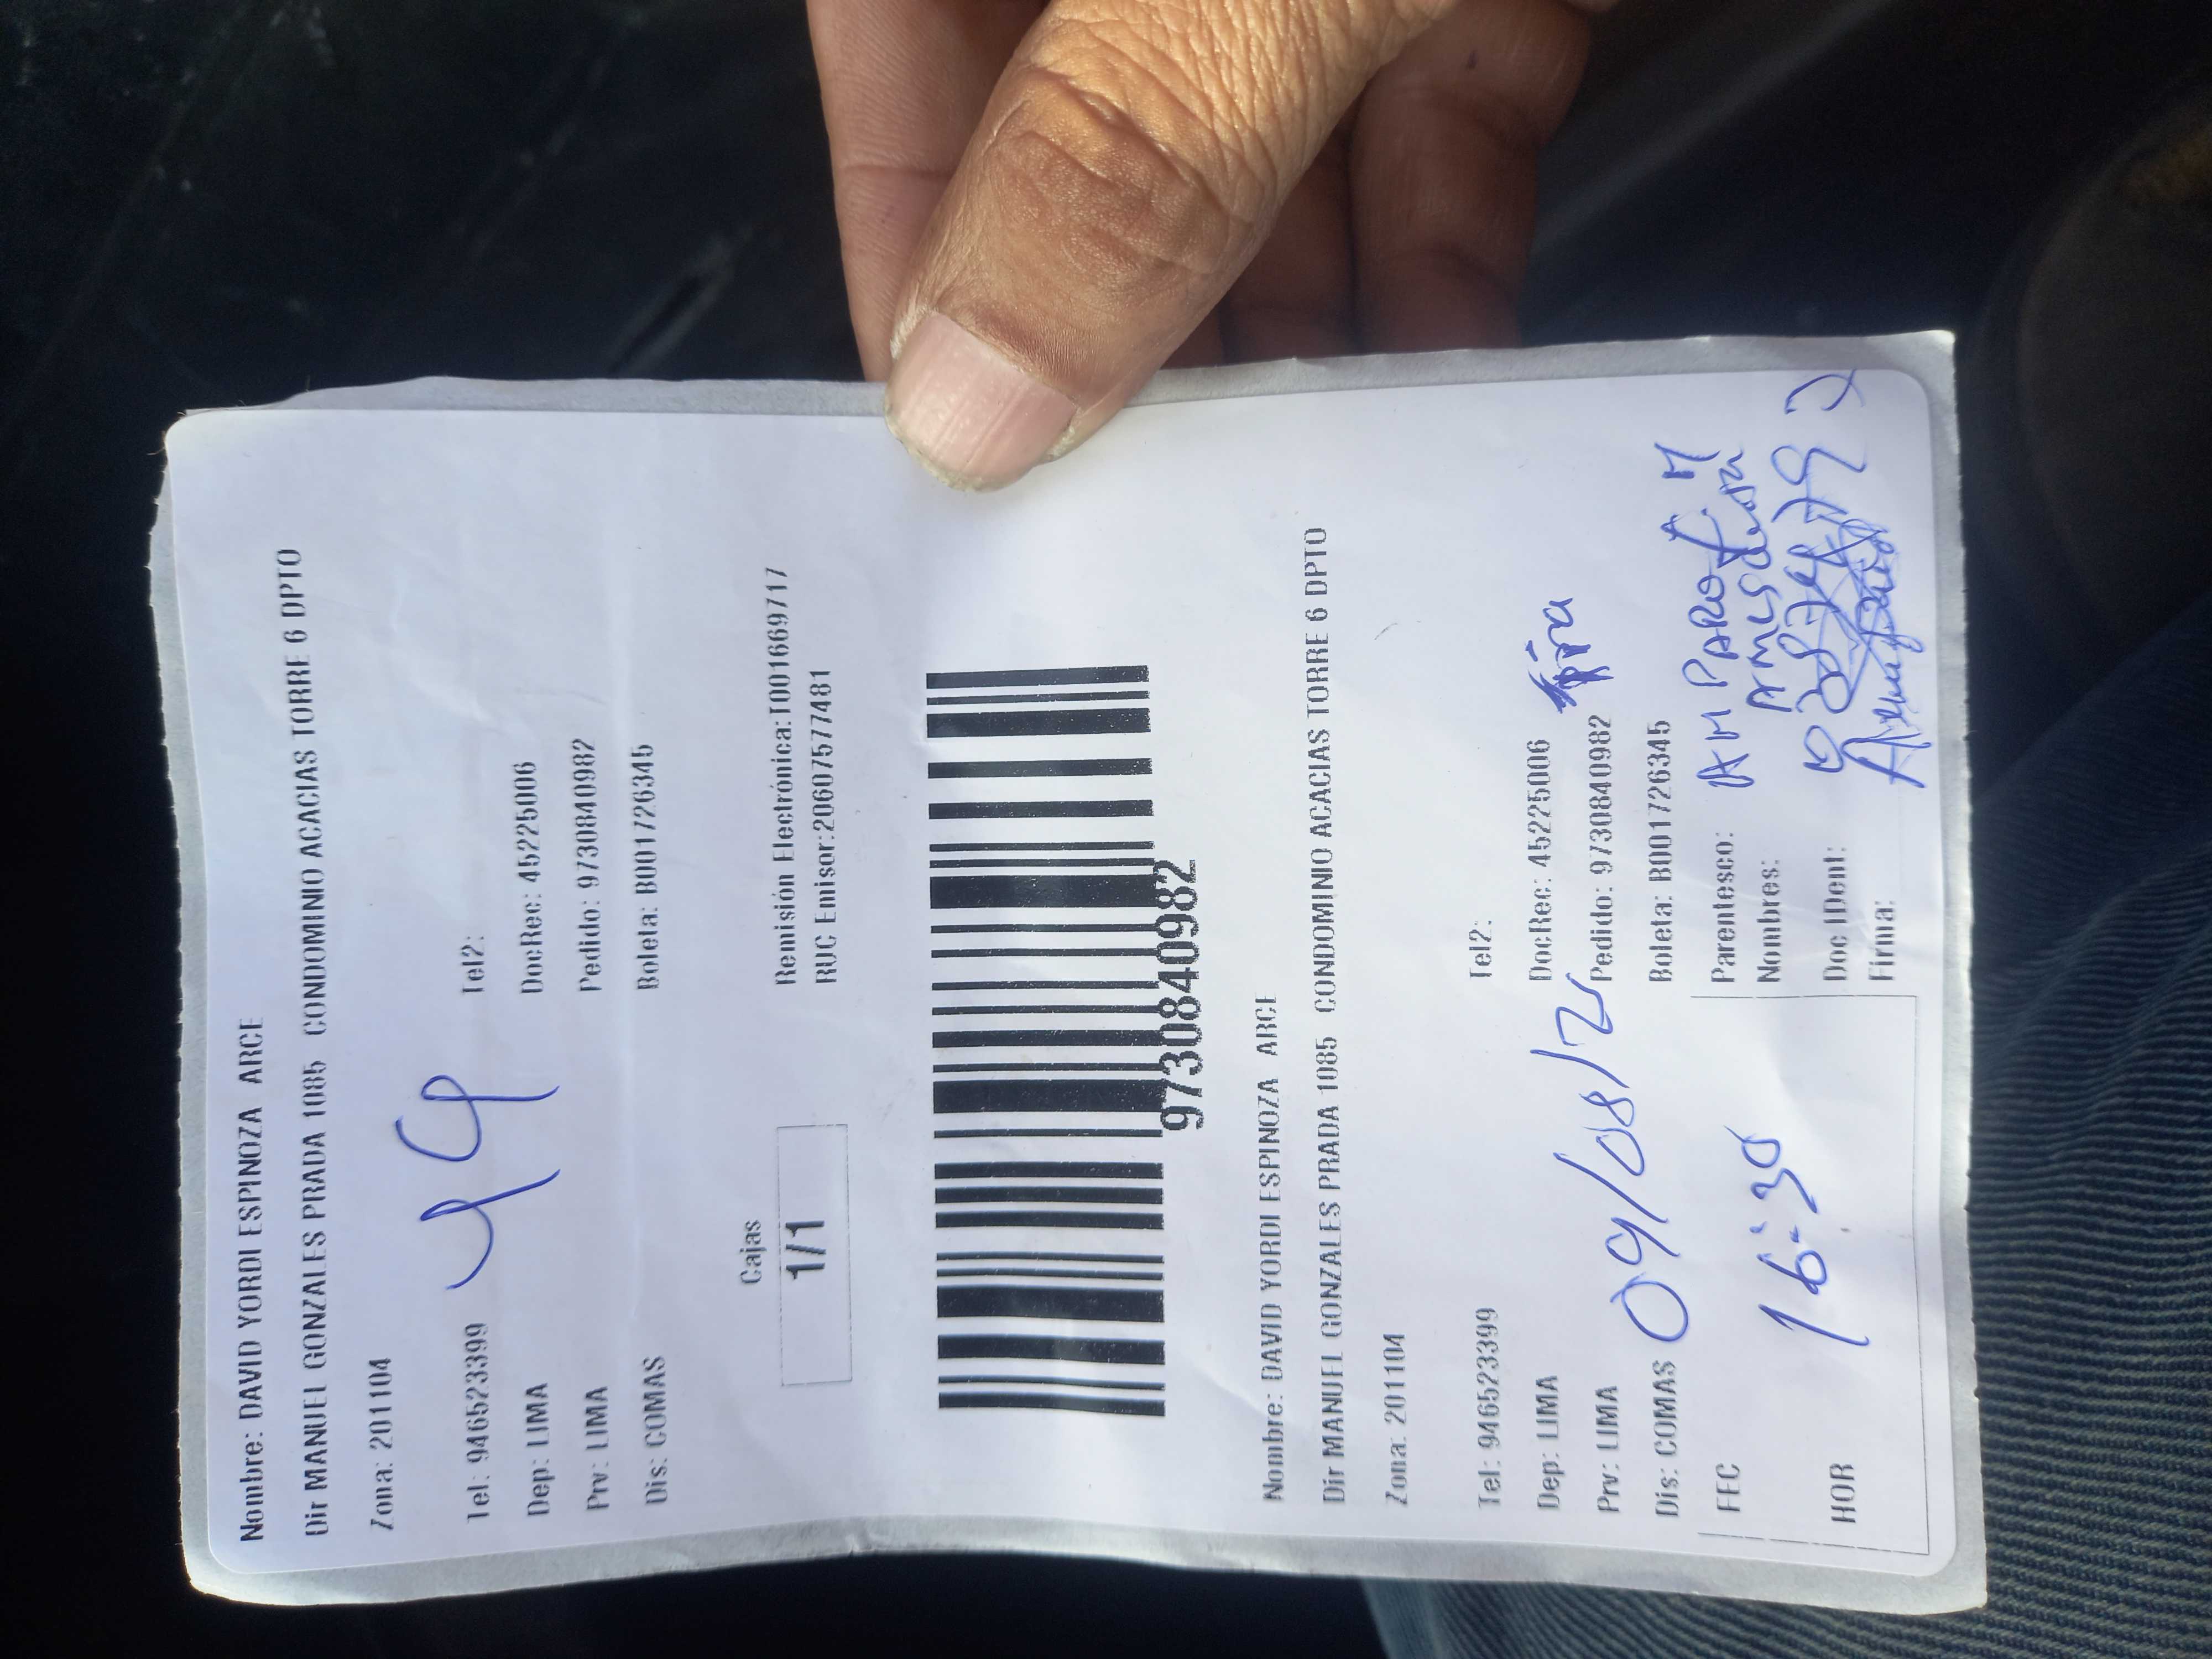 Nombre: DAVID YORDI ESPINOZA ARCE
Dir MANUEL GONZALES PRADA 1085 CONDOMINIO ACACIAS TORRE 6 DPTO
Zona: 201104
Tel: 946523399
Tel2:
Dep: LIMA
DocRec: 45225006
Prv: LIMA
Pedido: 9730840982
Dis: COMAS
Boleta: B001726345
Cajas
1/1
Remisión Electrónica:T001669717
RUC Emisor:20607577481
9730840982
Nombre: DAVID YORDI ESPINOZA ARCE
Dir MANUEL GONZALES PRADA 1085 CONDOMINIO ACACIAS TORRE 6 DPTO
Zona: 201104
Tel: 946523399
Tel2:
Dep: LIMA
DocRec: 45225006
Prv: LIMA
Pedido: 9730840982
Dis: COMAS
Boleta: B001726345
09/08/2
FEC
Parentesco:
AMPARO
Nombres:
HOR 16:30
Doc IDent:
Firma: